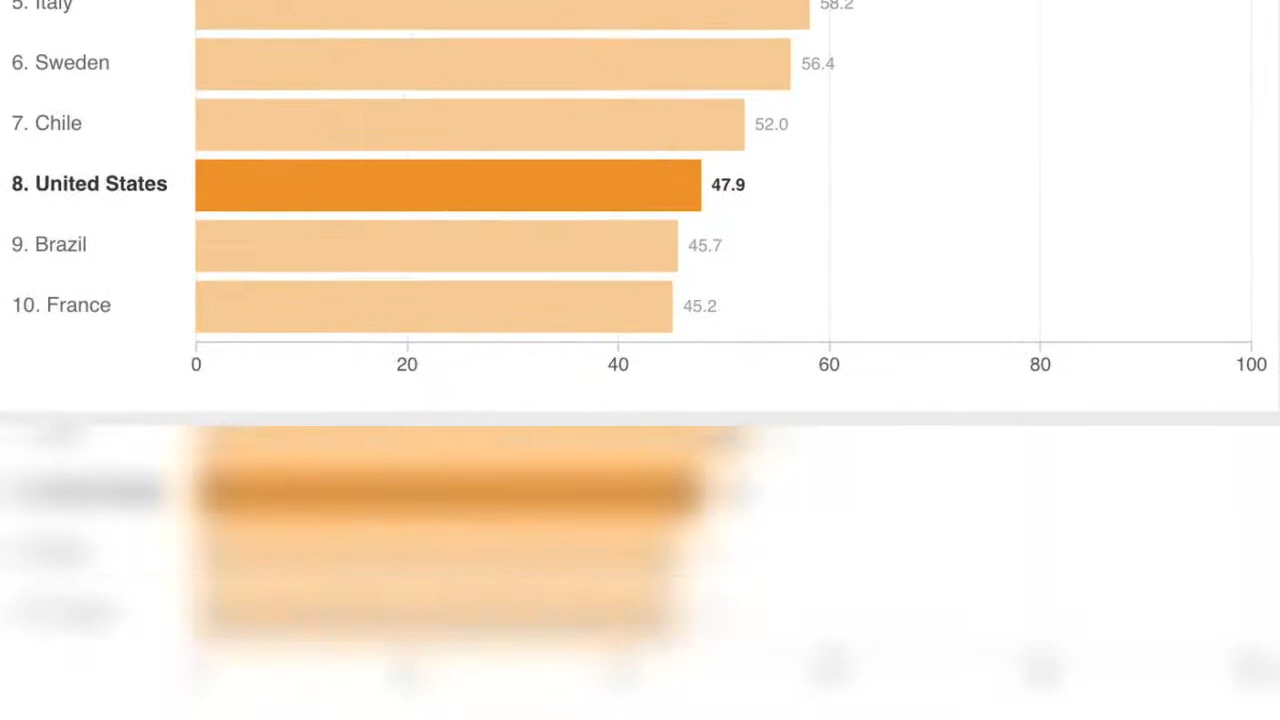 5. Italy 58.2
6. Sweden 56.4
7. Chile 52.0
8. United States 47.9
9. Brazil 45.7
10. France 45.2
0 20 40 60 80 100